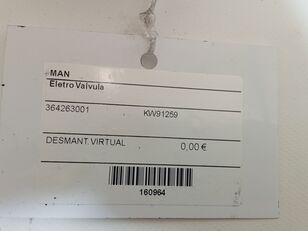 MAN
Eletro Valvula
364263001 KW91259
DESMANT. VIRTUAL 0,00 €
160964